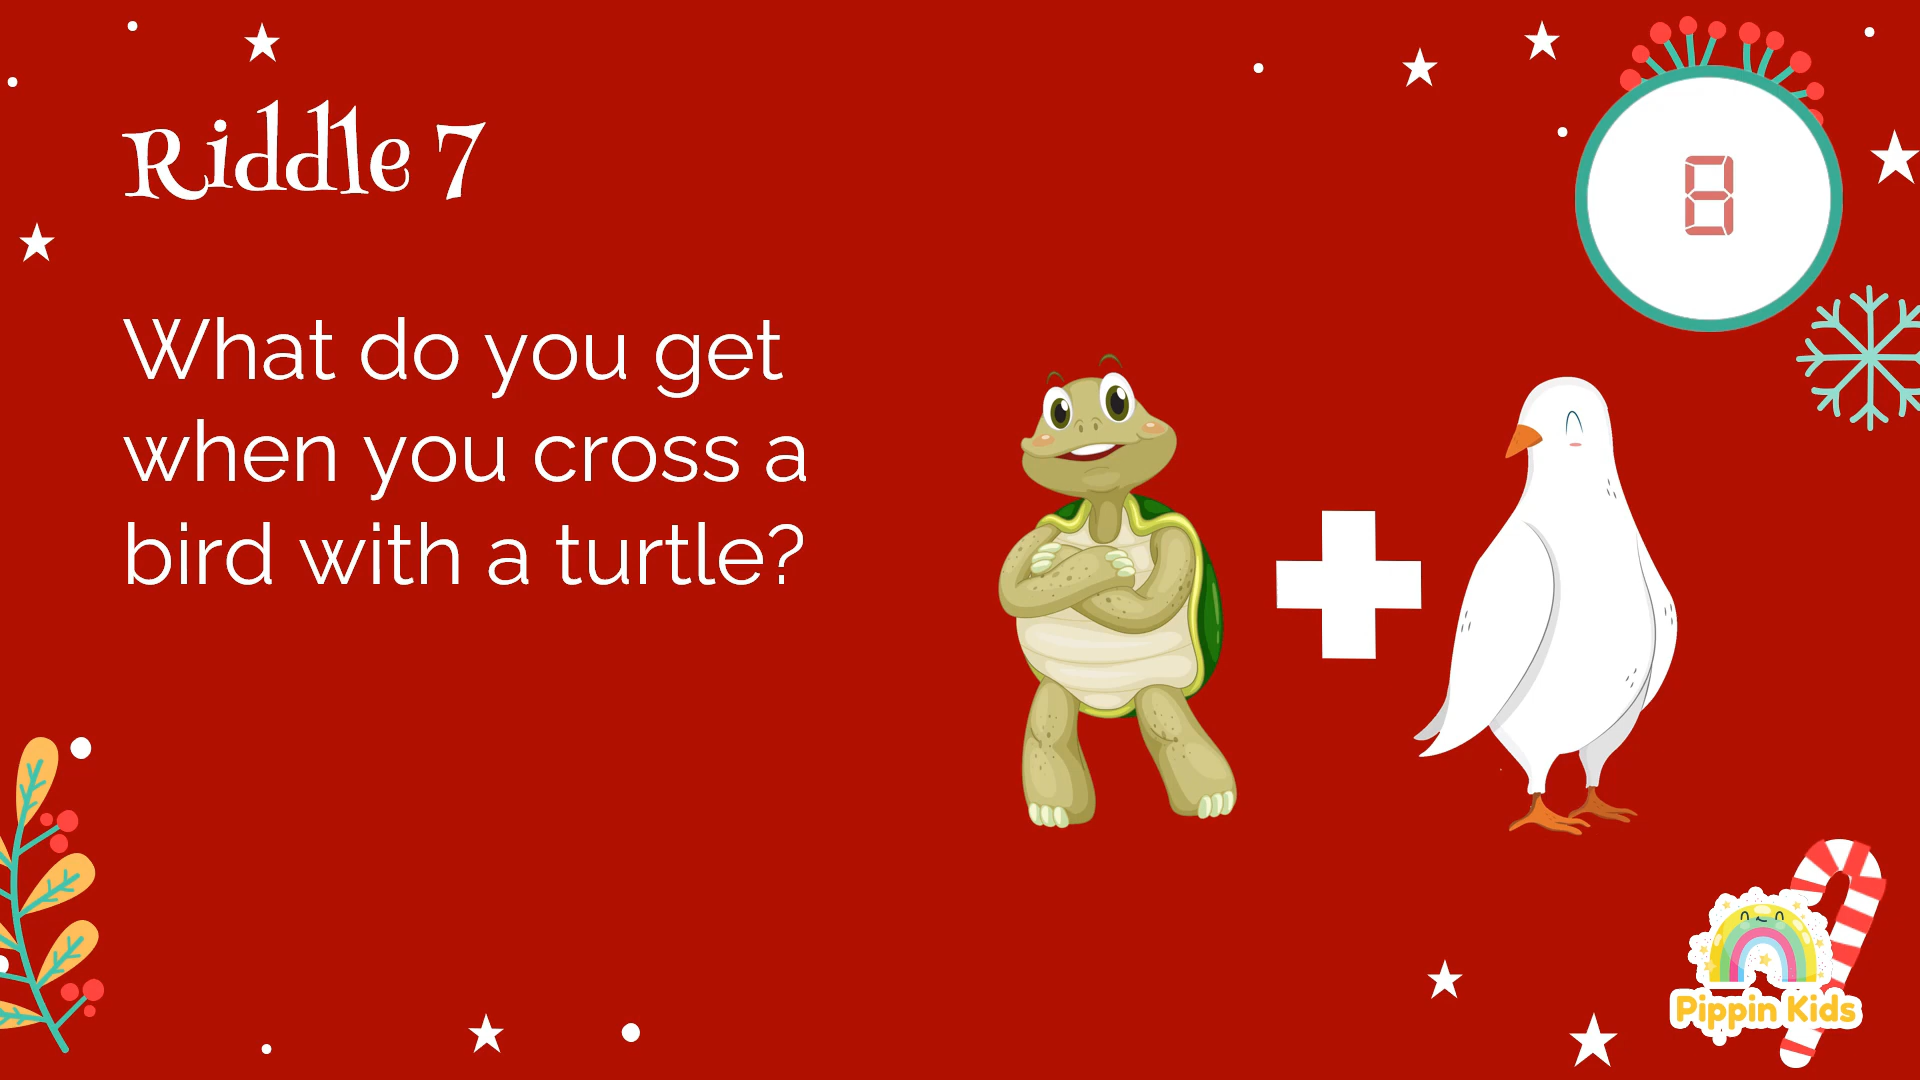 Riddle 7
8
What do you get
when you cross a
bird with a turtle?
Pippin Kids